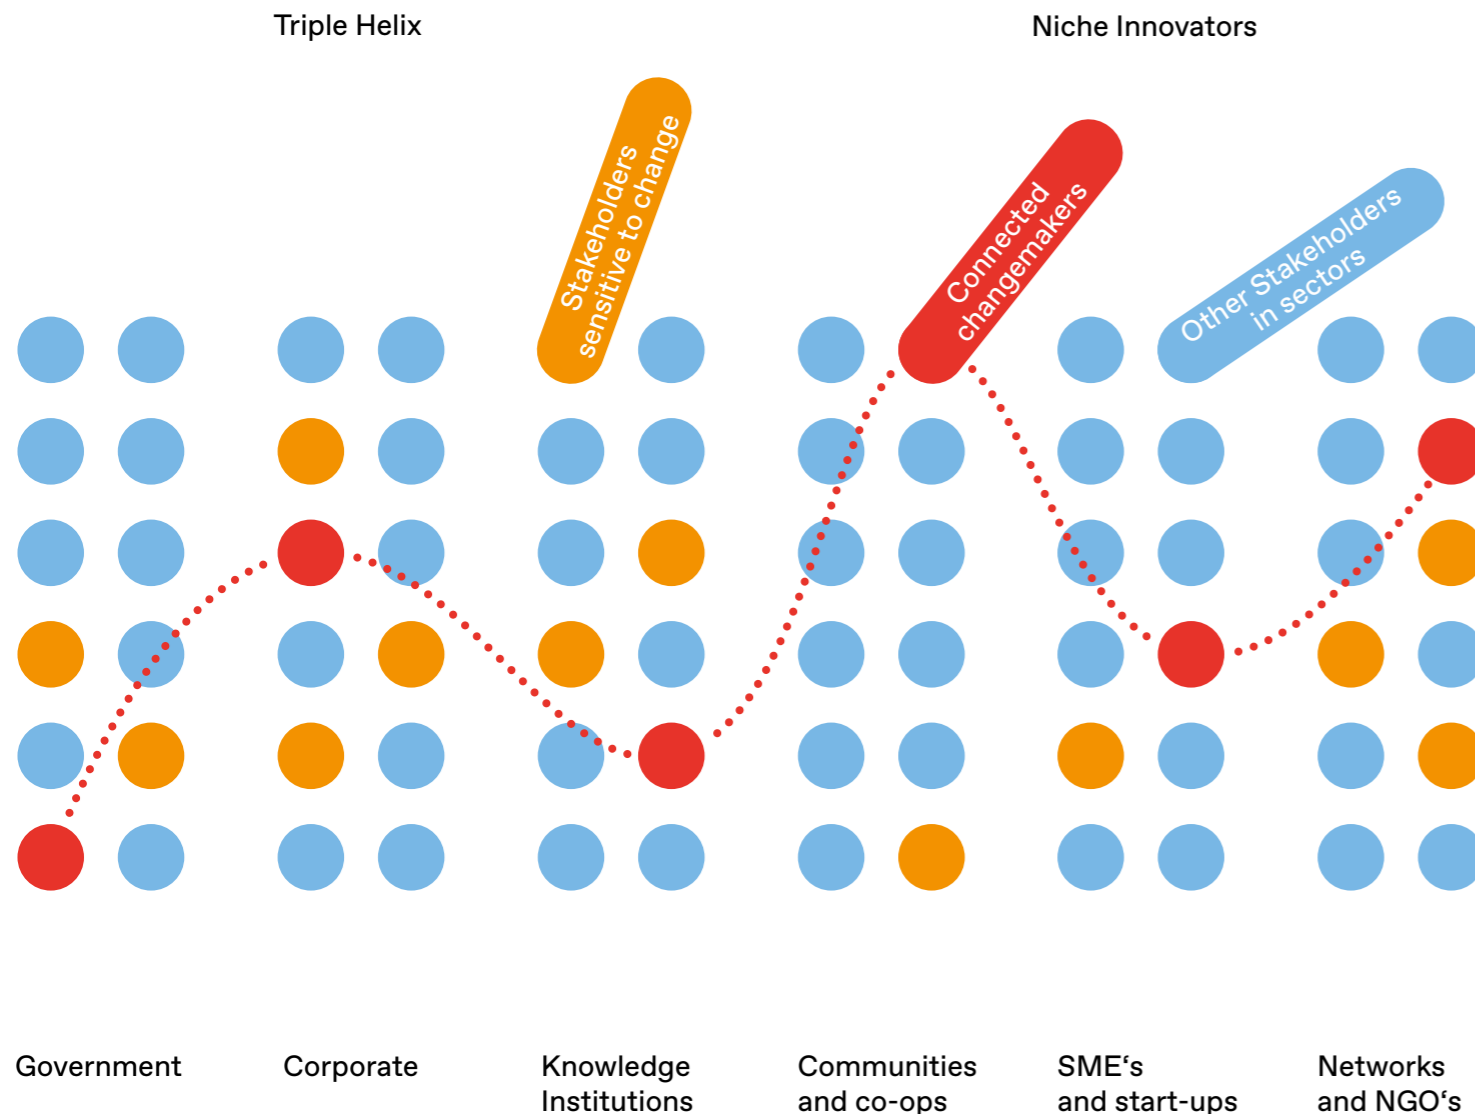 Triple Helix
Niche Innovators
Stakeholders
sensitive to change
Connected
changemakers
Other Stakeholders
in sectors
Government
Corporate
Knowledge
Institutions
Communities
and co-ops
SME‘s
and start-ups
Networks
and NGO‘s